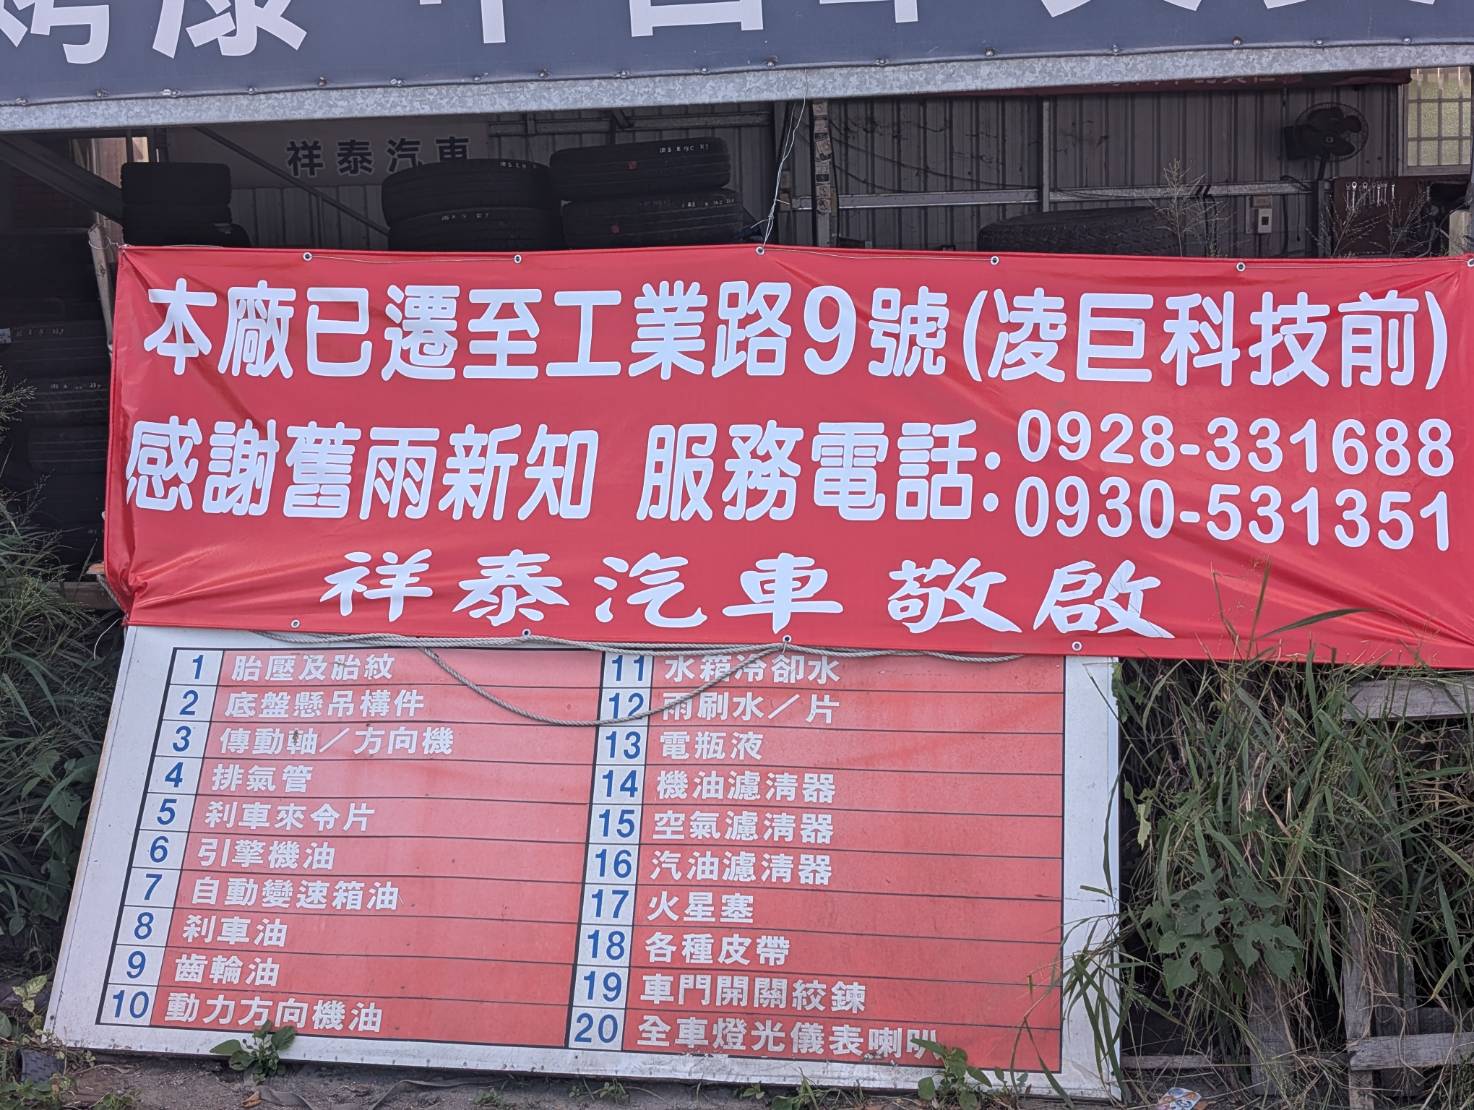 祥泰汽車
本廠已遷至工業路9號(凌巨科技前)
感謝舊雨新知 服務電話:0928-331688
0930-531351
祥泰汽車 敬啟
1 胎壓及胎紋
2 底盤懸吊構件
3 傳動軸／方向機
4 排氣管
5 剎車來令片
6 引擎機油
7 自動變速箱油
8 剎車油
9 齒輪油
10 動力方向機油
11 水箱冷卻水
12 雨刷水／片
13 電瓶液
14 機油濾清器
15 空氣濾清器
16 汽油濾清器
17 火星塞
18 各種皮帶
19 車門開關絞鍊
20 全車燈光儀表喇叭